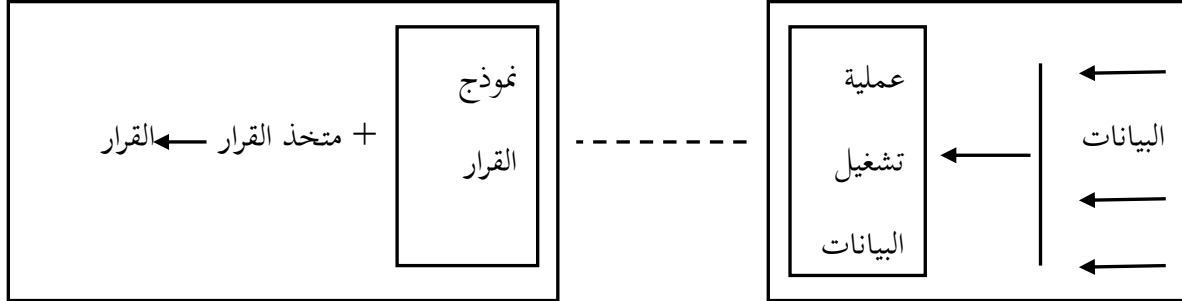 البيانات
عملية
تشغيل
البيانات
نموذج
القرار
+ متخذ القرار
القرار